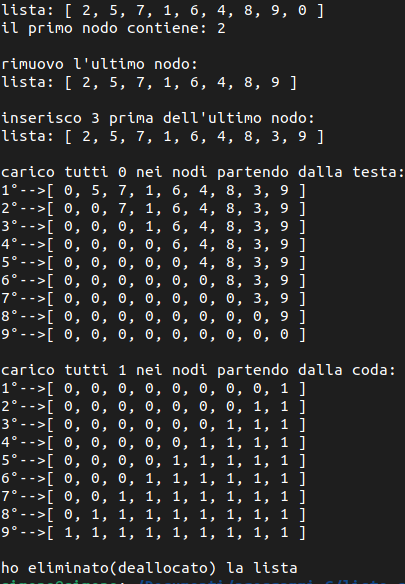 lista: [ 2, 5, 7, 1, 6, 4, 8, 9, 0 ]
il primo nodo contiene: 2
rimuovo l'ultimo nodo:
lista: [ 2, 5, 7, 1, 6, 4, 8, 9 ]
inserisco 3 prima dell'ultimo nodo:
lista: [ 2, 5, 7, 1, 6, 4, 8, 3, 9 ]
carico tutti 0 nei nodi partendo dalla testa:
1°-->[ 0, 5, 7, 1, 6, 4, 8, 3, 9 ]
2°-->[ 0, 0, 7, 1, 6, 4, 8, 3, 9 ]
3°-->[ 0, 0, 0, 1, 6, 4, 8, 3, 9 ]
4°-->[ 0, 0, 0, 0, 6, 4, 8, 3, 9 ]
5°-->[ 0, 0, 0, 0, 0, 4, 8, 3, 9 ]
6°-->[ 0, 0, 0, 0, 0, 0, 8, 3, 9 ]
7°-->[ 0, 0, 0, 0, 0, 0, 0, 3, 9 ]
8°-->[ 0, 0, 0, 0, 0, 0, 0, 0, 9 ]
9°-->[ 0, 0, 0, 0, 0, 0, 0, 0, 0 ]
carico tutti 1 nei nodi partendo dalla coda:
1°-->[ 0, 0, 0, 0, 0, 0, 0, 0, 1 ]
2°-->[ 0, 0, 0, 0, 0, 0, 0, 1, 1 ]
3°-->[ 0, 0, 0, 0, 0, 0, 1, 1, 1 ]
4°-->[ 0, 0, 0, 0, 0, 1, 1, 1, 1 ]
5°-->[ 0, 0, 0, 0, 1, 1, 1, 1, 1 ]
6°-->[ 0, 0, 0, 1, 1, 1, 1, 1, 1 ]
7°-->[ 0, 0, 1, 1, 1, 1, 1, 1, 1 ]
8°-->[ 0, 1, 1, 1, 1, 1, 1, 1, 1 ]
9°-->[ 1, 1, 1, 1, 1, 1, 1, 1, 1 ]
ho eliminato(deallocato) la lista